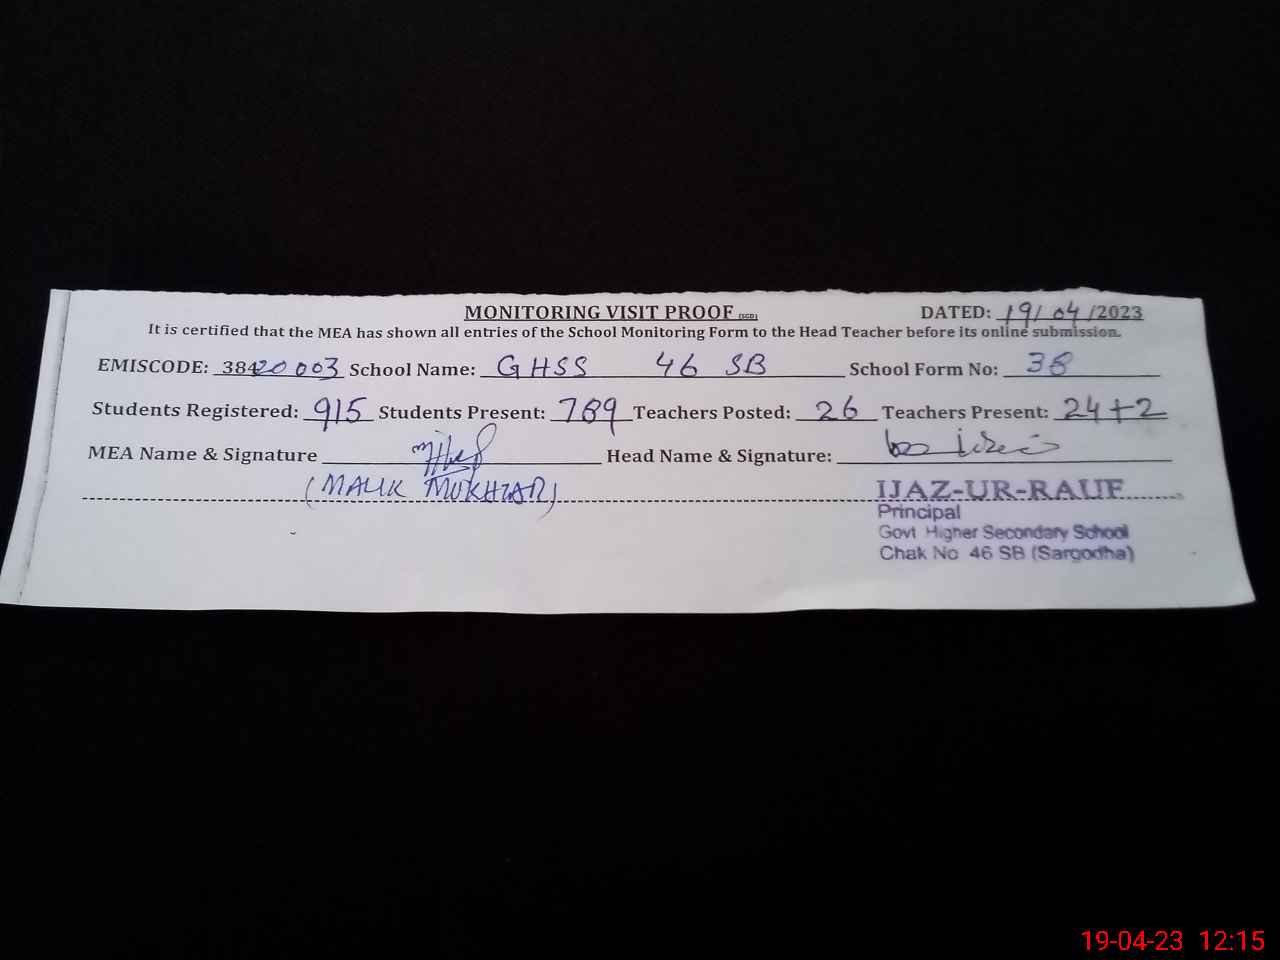 MONITORING VISIT PROOF (SGD) DATED: 19/04/2023
It is certified that the MEA has shown all entries of the School Monitoring Form to the Head Teacher before its online submission.
EMISCODE: 38420003 School Name: GHSS 46 SB School Form No: 38
Students Registered: 915 Students Present: 789 Teachers Posted: 26 Teachers Present: 24+2
MEA Name & Signature Head Name & Signature:
(MALIK MUKHTAR) IJAZ-UR-RAUF
Principal
Govt Higher Secondary School
Chak No 46 SB (Sargodha)
19-04-23 12:15